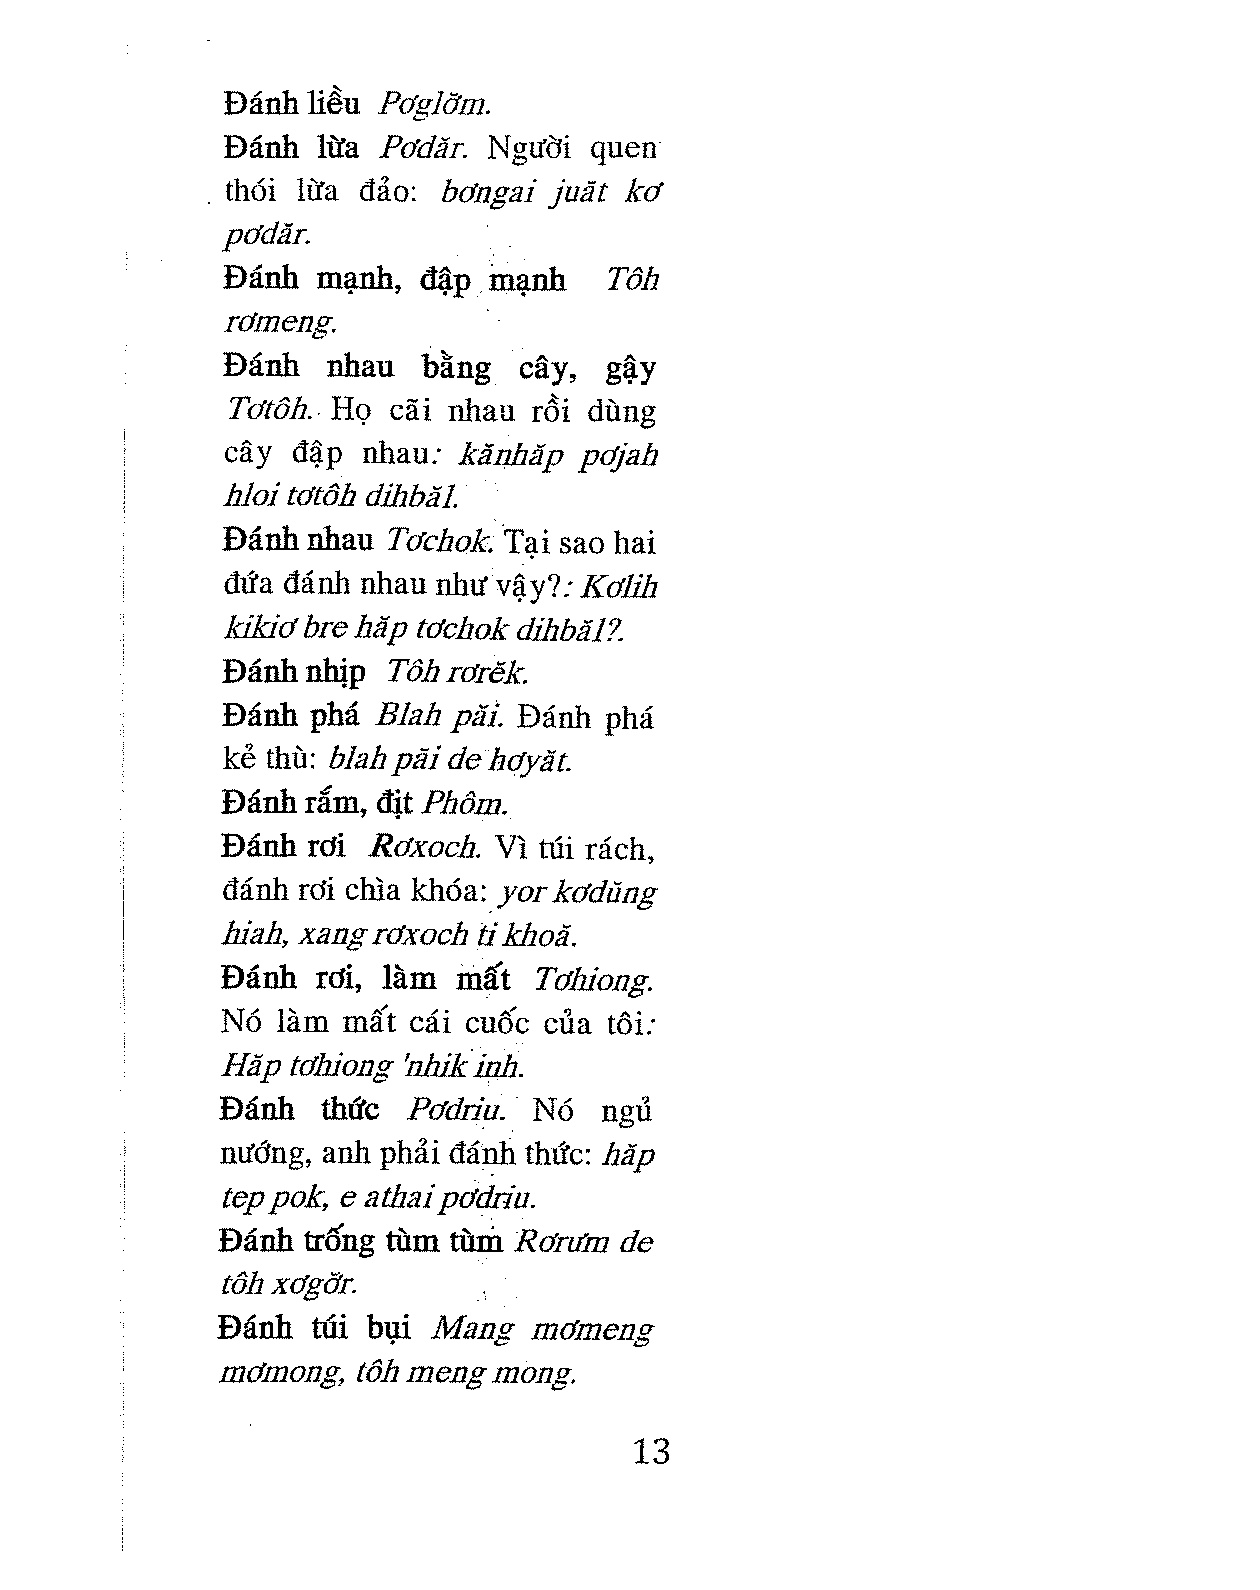 Đánh liều Pơglơ̆m.
Đánh lừa Pơdăr. Người quen
thói lừa đảo: bơngai juăt kơ
pơdăr.
Đánh mạnh, đập mạnh Tôh
rơmeng.
Đánh nhau bằng cây, gậy
Tơtôh. Họ cãi nhau rồi dùng
cây đập nhau: kănhăp pơjah
hloi tơtôh dihbăl.
Đánh nhau Tơchok. Tại sao hai
đứa đánh nhau như vậy?: Kơlih
kikiơ bre hăp tơchok dihbăl?.
Đánh nhịp Tôh rơrĕk.
Đánh phá Blah păi. Đánh phá
kẻ thù: blah păi de hơyăt.
Đánh rắm, địt Phôm.
Đánh rơi Rơxoch. Vì túi rách,
đánh rơi chìa khóa: yor kơdŭng
hiah, xang rơxoch ti khoă.
Đánh rơi, làm mất Tơhiong.
Nó làm mất cái cuốc của tôi:
Hăp tơhiong 'nhik inh.
Đánh thức Pơdriu. Nó ngủ
nướng, anh phải đánh thức: hăp
tep pok, e athai pơdriu.
Đánh trống tùm tùm Rơrưm de
tôh xơgơ̆r.
Đánh túi bụi Mang mơmeng
mơmong, tôh meng mong.
13